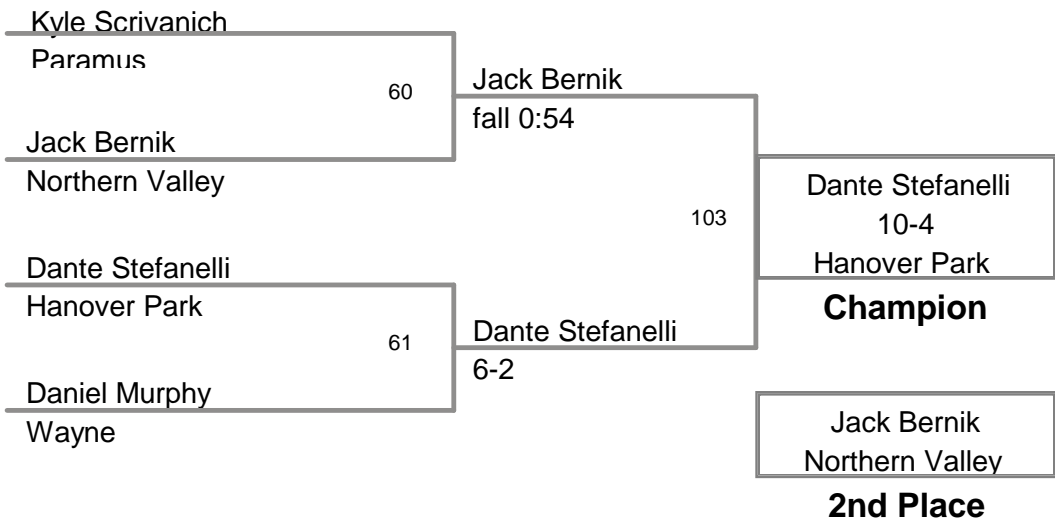 Kyle Scrivanich
Paramus
60
Jack Bernik
fall 0:54
Jack Bernik
Northern Valley
Dante Stefanelli
10-4
Hanover Park
Champion
103
Dante Stefanelli
Hanover Park
61
Dante Stefanelli
6-2
Daniel Murphy
Wayne
Jack Bernik
Northern Valley
2nd Place